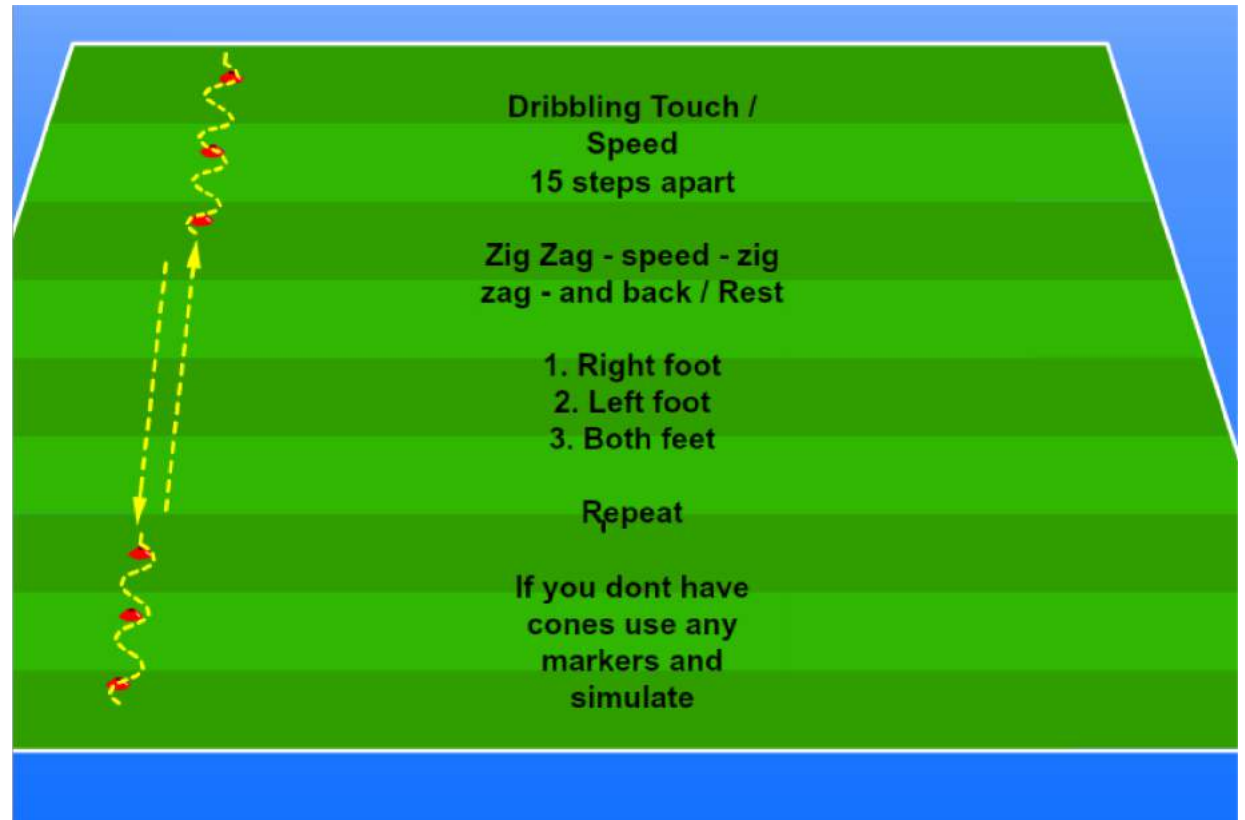 Dribbling Touch /
Speed
15 steps apart
Zig Zag - speed - zig
zag - and back / Rest
1. Right foot
2. Left foot
3. Both feet
Repeat
If you dont have
cones use any
markers and
simulate